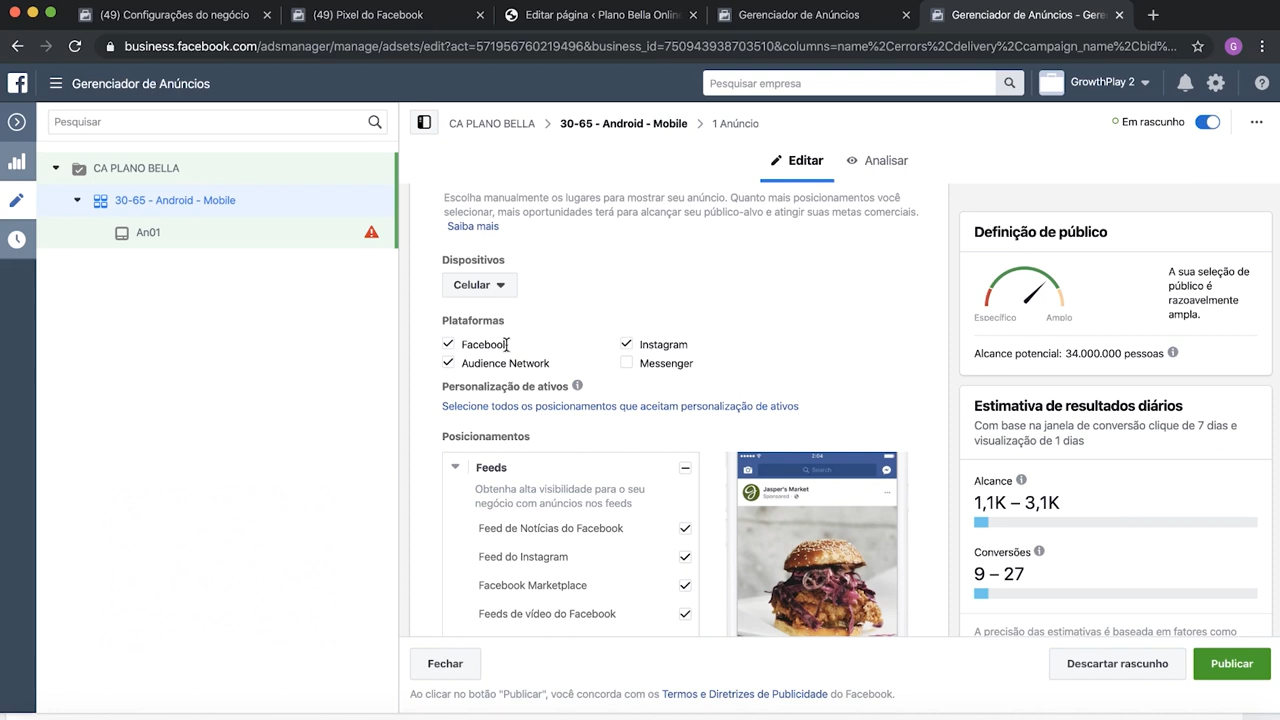 (49) Configurações do negócio
(49) Pixel do Facebook
Editar página ‹ Plano Bella Onlin
Gerenciador de Anúncios
Gerenciador de Anúncios - Gere
business.facebook.com/adsmanager/manage/adsets/edit?act=571956760219496&business_id=750943938703510&columns=name%2Cerrors%2Cdelivery%2Ccampaign_name%2Cbid%...
G
Gerenciador de Anúncios
Pesquisar empresa
GrowthPlay 2
Pesquisar
CA PLANO BELLA
30-65 - Android - Mobile
An01
CA PLANO BELLA > 30-65 - Android - Mobile > 1 Anúncio
Em rascunho
Editar
Analisar
Escolha manualmente os lugares para mostrar seu anúncio. Quanto mais posicionamentos você
selecionar, mais oportunidades terá para alcançar seu público-alvo e atingir suas metas comerciais.
Saiba mais
Dispositivos
Celular
Plataformas
Facebook
Instagram
Audience Network
Messenger
Personalização de ativos
Selecione todos os posicionamentos que aceitam personalização de ativos
Posicionamentos
Feeds
Obtenha alta visibilidade para o seu
negócio com anúncios nos feeds
Feed de Notícias do Facebook
Feed do Instagram
Facebook Marketplace
Feeds de vídeo do Facebook
2:04
Search
Jasper's Market
Sponsored
Definição de público
Específico
Amplo
A sua seleção de
público é
razoavelmente
ampla.
Alcance potencial: 34.000.000 pessoas
Estimativa de resultados diários
Com base na janela de conversão clique de 7 dias e
visualização de 1 dias
Alcance
1,1K – 3,1K
Conversões
9 – 27
A precisão das estimativas é baseada em fatores como
Fechar
Descartar rascunho
Publicar
Ao clicar no botão "Publicar", você concorda com os Termos e Diretrizes de Publicidade do Facebook.